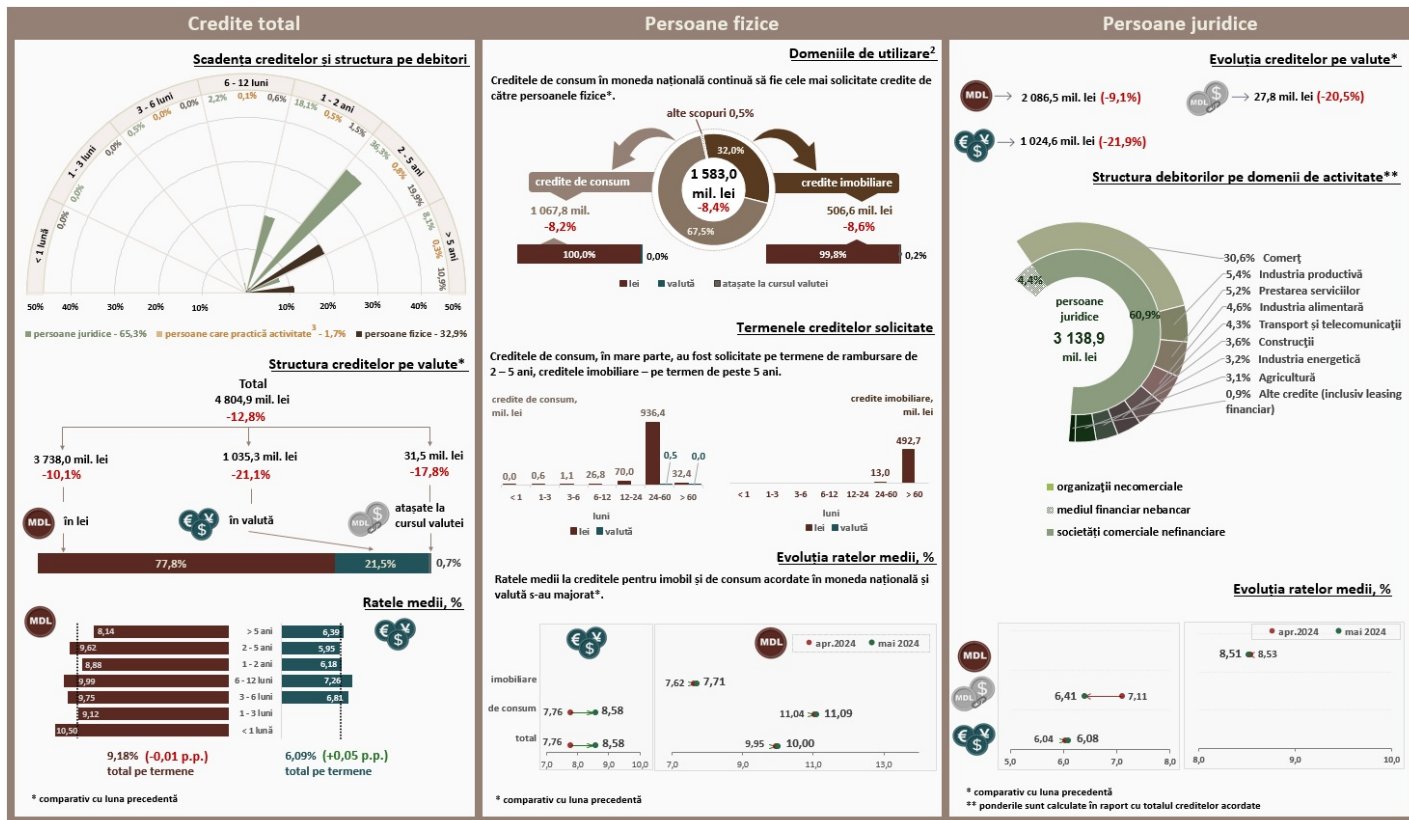 Credite total
Scadența creditelor și structura pe debitori
< 1 lună
1 - 3 luni
3 - 6 luni
6 - 12 luni
1 - 2 ani
2 - 5 ani
> 5 ani
0,0%
0,0%
0,0%
0,5%
0,0%
0,0%
2,2%
0,1%
0,6%
18,1%
0,5%
1,5%
36,3%
0,8%
19,9%
8,1%
0,3%
10,9%
50% 40% 30% 20% 10% 10% 20% 30% 40% 50%
persoane juridice - 65,3% persoane care practică activitate 3 - 1,7% persoane fizice - 32,9%
Structura creditelor pe valute*
Total
4 804,9 mil. lei
-12,8%
3 738,0 mil. lei 1 035,3 mil. lei 31,5 mil. lei
-10,1% -21,1% -17,8%
MDL în lei
€ ¥ $ în valută
MDL $ atașate la
cursul valutei
77,8% 21,5% 0,7%
Ratele medii, %
MDL
€ ¥ $
8,14 > 5 ani 6,39
9,62 2 - 5 ani 5,95
8,88 1 - 2 ani 6,18
9,99 6 - 12 luni 7,26
9,75 3 - 6 luni 6,81
9,12 1 - 3 luni
10,50 < 1 lună
9,18% (-0,01 p.p.) 6,09% (+0,05 p.p.)
total pe termene total pe termene
* comparativ cu luna precedentă
Persoane fizice
Domeniile de utilizare2
Creditele de consum în moneda națională continuă să fie cele mai solicitate credite de
către persoanele fizice*.
alte scopuri 0,5%
32,0%
1 583,0
mil. lei
-8,4%
67,5%
credite de consum credite imobiliare
1 067,8 mil. 506,6 mil. lei
-8,2% -8,6%
100,0% 0,0% 99,8% 0,2%
lei valută atașate la cursul valutei
Termenele creditelor solicitate
Creditele de consum, în mare parte, au fost solicitate pe termene de rambursare de
2 – 5 ani, creditele imobiliare – pe termen de peste 5 ani.
credite de consum,
mil. lei
0,0 0,6 1,1 26,8 70,0 936,4 0,5 32,4 0,0
< 1 1-3 3-6 6-12 12-24 24-60 > 60
luni
lei valută
credite imobiliare,
mil. lei
13,0 492,7
< 1 1-3 3-6 6-12 12-24 24-60 > 60
luni
lei valută
Evoluția ratelor medii, %
Ratele medii la creditele pentru imobil și de consum acordate în moneda națională și
valută s-au majorat*.
€ ¥ $
MDL apr.2024 mai 2024
imobiliare 7,62 7,71
de consum 7,76 8,58 11,04 11,09
total 7,76 8,58 9,95 10,00
7,0 8,0 9,0 10,0 7,0 9,0 11,0 13,0
* comparativ cu luna precedentă
Persoane juridice
Evoluția creditelor pe valute*
MDL 2 086,5 mil. lei (-9,1%)
MDL $ 27,8 mil. lei (-20,5%)
€ ¥ $ 1 024,6 mil. lei (-21,9%)
Structura debitorilor pe domenii de activitate**
4,4%
60,9%
persoane
juridice
3 138,9
mil. lei
30,6% Comerț
5,4% Industria productivă
5,2% Prestarea serviciilor
4,6% Industria alimentară
4,3% Transport și telecomunicații
3,6% Construcții
3,2% Industria energetică
3,1% Agricultură
0,9% Alte credite (inclusiv leasing
financiar)
organizații necomerciale
mediul financiar nebancar
societăți comerciale nefinanciare
Evoluția ratelor medii, %
apr.2024 mai 2024
MDL 8,51 8,53
MDL $ 6,41 7,11
€ ¥ $ 6,04 6,08
5,0 6,0 7,0 8,0 8,0 9,0 10,0
* comparativ cu luna precedentă
** ponderile sunt calculate în raport cu totalul creditelor acordate